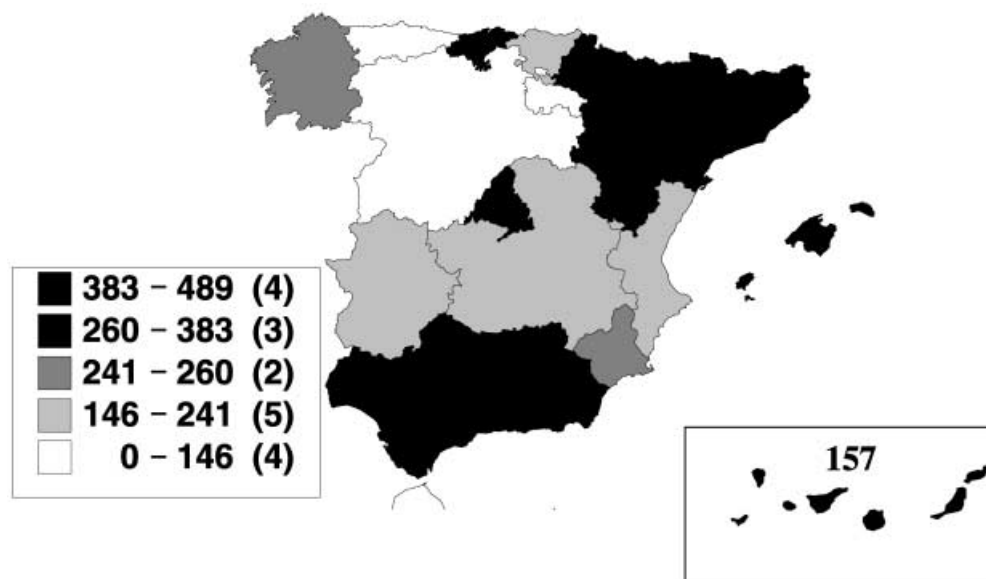 383 – 489 (4)
260 – 383 (3)
241 – 260 (2)
146 – 241 (5)
0 – 146 (4)
157